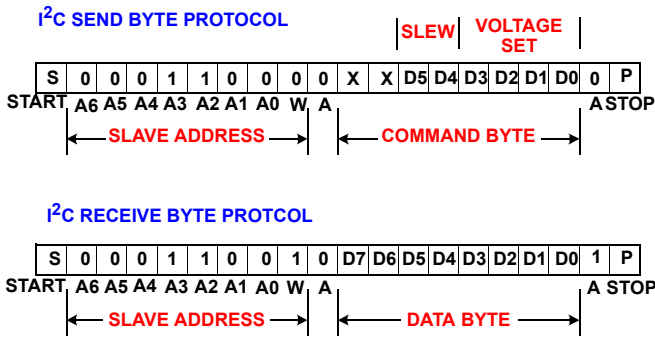 I2C SEND BYTE PROTOCOL
SLEW VOLTAGE SET
S 0 0 0 1 1 0 0 0 0 X X D5 D4 D3 D2 D1 D0 0 P
START A6 A5 A4 A3 A2 A1 A0 W A A STOP
SLAVE ADDRESS COMMAND BYTE
I2C RECEIVE BYTE PROTCOL
S 0 0 0 1 1 0 0 1 0 D7 D6 D5 D4 D3 D2 D1 D0 1 P
START A6 A5 A4 A3 A2 A1 A0 W A A STOP
SLAVE ADDRESS DATA BYTE